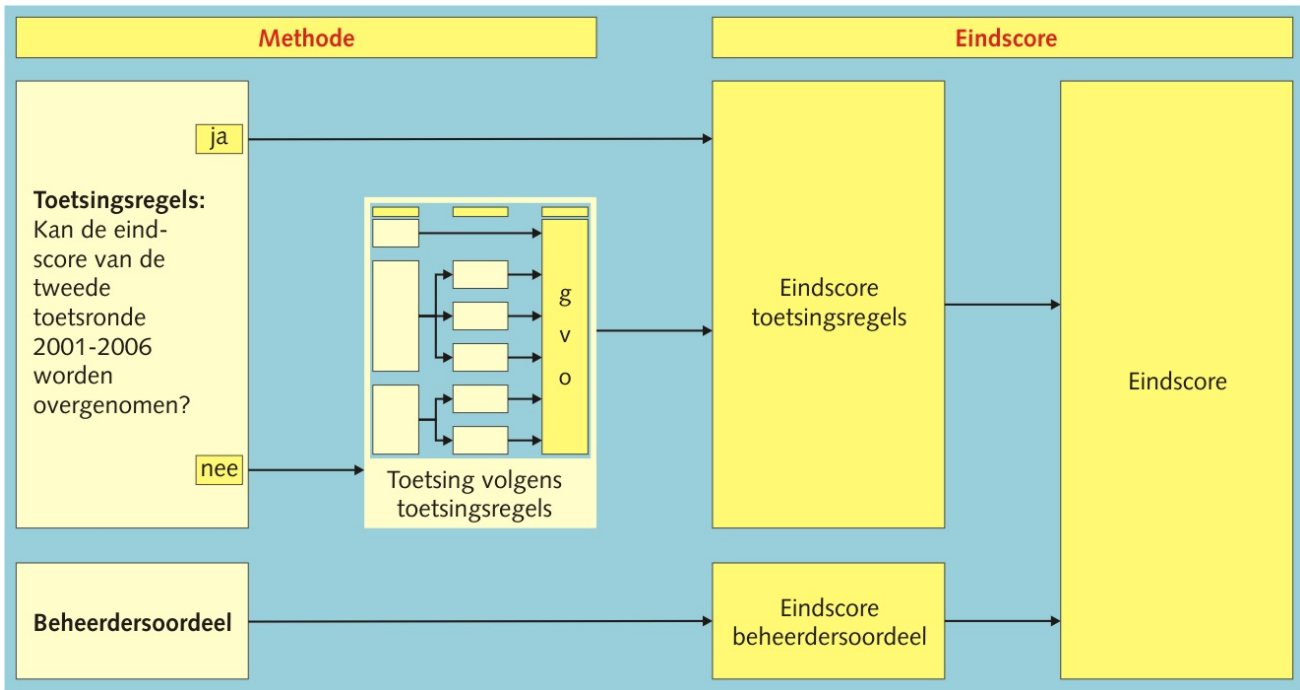 Methode
Eindscore
ja
Toetsingsregels:
Kan de eind-
score van de
tweede
toetsronde
2001-2006
worden
overgenomen?
nee
g
v
o
Toetsing volgens
toetsingsregels
Eindscore
toetsingsregels
Eindscore
Beheerdersoordeel
Eindscore
beheerdersoordeel